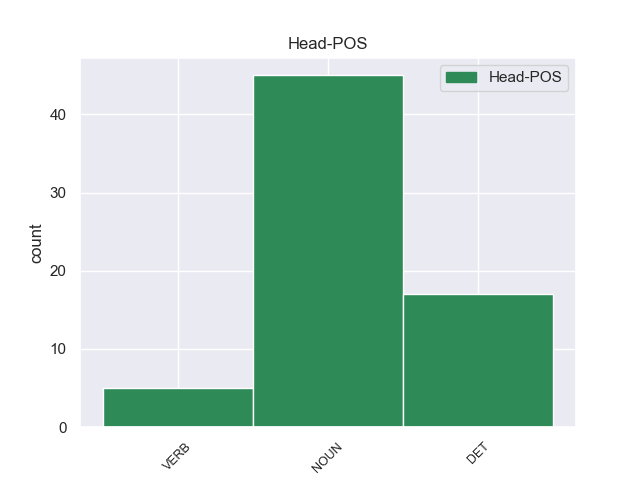 Head-POS
Head-POS
40
30
20
10
0
count
VERB
NOUN
DET